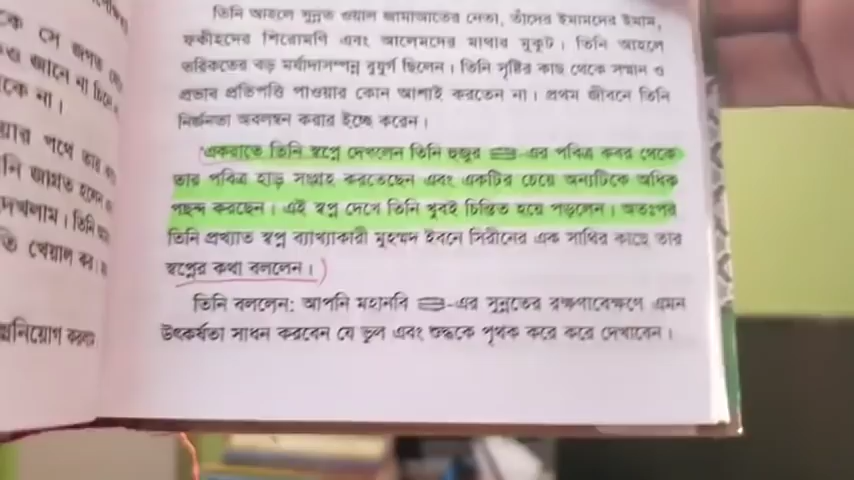 তিনি আহলে সুন্নত ওয়াল জামাআতের নেতা, তাঁদের ইমামদের ইমাম,
ফকীহদের শিরোমণি এবং আলেমদের মাথার মুকুট। তিনি আহলে
তরিকতের বড় মর্যাদাসম্পন্ন বুযুর্গ ছিলেন। তিনি সৃষ্টির কাছ থেকে সম্মান ও
প্রভাব প্রতিপত্তি পাওয়ার কোন আশাই করতেন না। প্রথম জীবনে তিনি
নির্জনতা অবলম্বন করার ইচ্ছে করেন।
একরাতে তিনি স্বপ্নে দেখলেন তিনি হুজুর -এর পবিত্র কবর থেকে
তার পবিত্র হাড় সংগ্রহ করতেছেন এবং একটির চেয়ে অন্যটিকে অধিক
পছন্দ করছেন। এই স্বপ্ন দেখে তিনি খুবই চিন্তিত হয়ে পড়লেন। অতঃপর
তিনি প্রখ্যাত স্বপ্ন ব্যাখ্যাকারী মুহম্মদ ইবনে সিরীনের এক সাথির কাছে তার
স্বপ্নের কথা বললেন।
তিনি বললেন: আপনি মহানবি -এর সুন্নতের রক্ষণাবেক্ষণে এমন
উৎকর্ষতা সাধন করবেন যে ভুল এবং শুদ্ধকে পৃথক করে করে দেখাবেন।